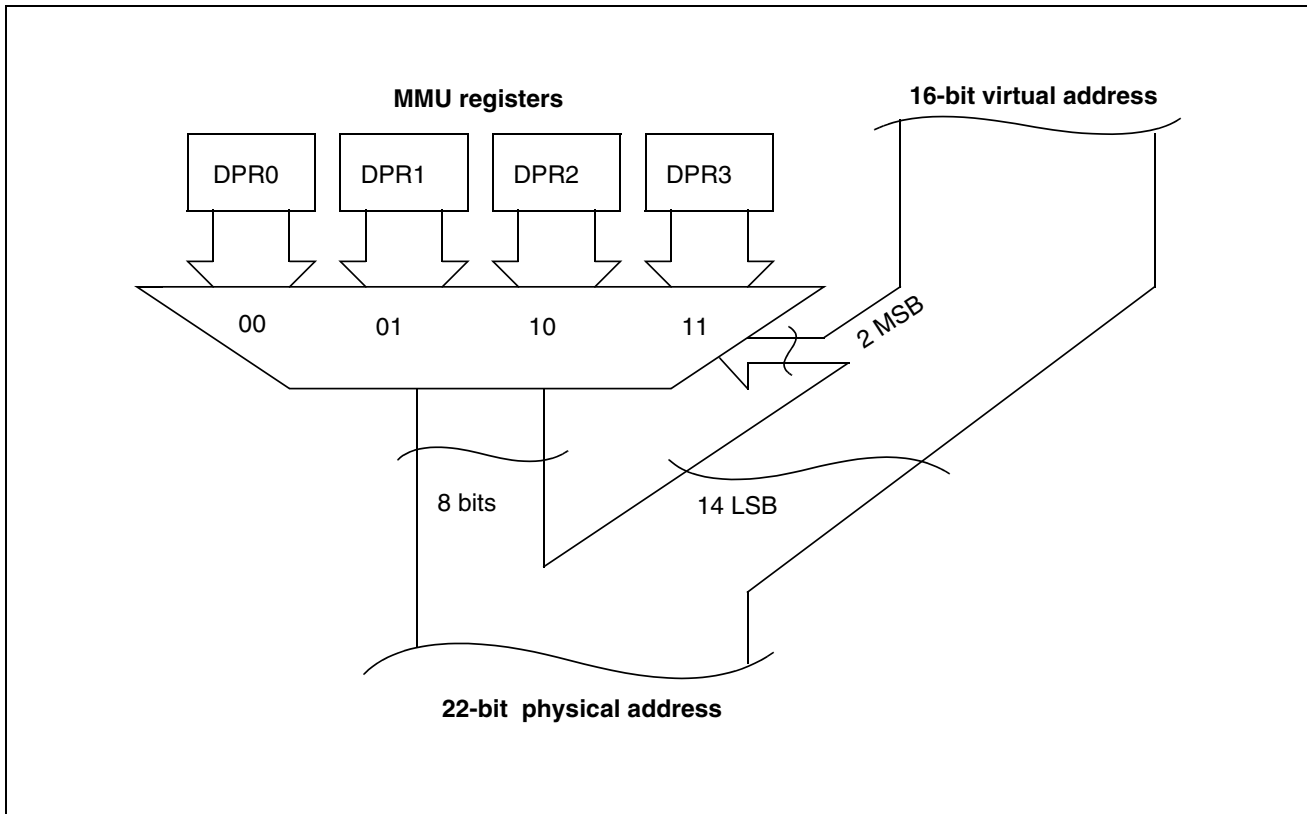 MMU registers
16-bit virtual address
DPR0 DPR1 DPR2 DPR3
00 01 10 11
2 MSB
8 bits
14 LSB
22-bit physical address